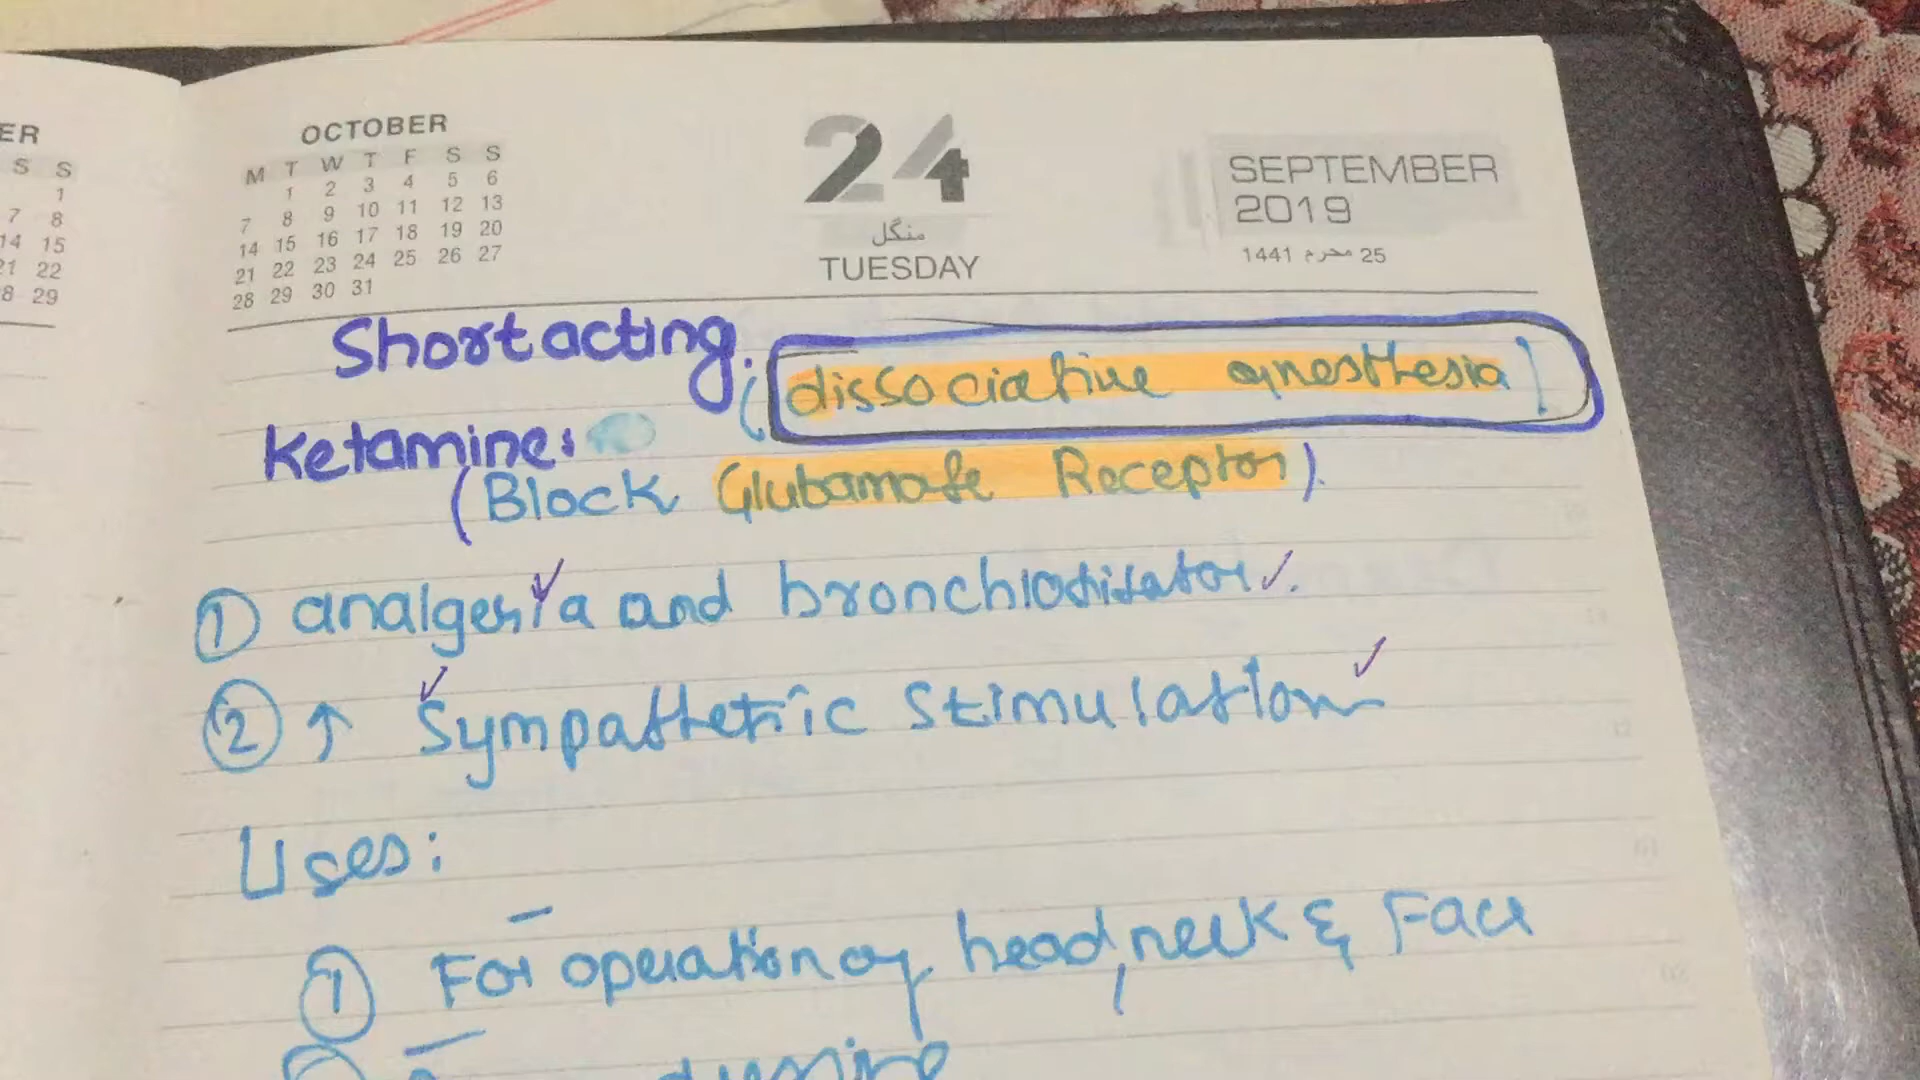 ER
S S
1
7 8
14 15
21 22
8 29
OCTOBER
M T W T F S S
1 2 3 4 5 6
7 8 9 10 11 12 13
14 15 16 17 18 19 20
21 22 23 24 25 26 27
28 29 30 31
24
منگل
TUESDAY
SEPTEMBER
2019
25 محرم 1441
Short acting.
(dissociative anesthesia)
Ketamine:
(Block Glutamate Receptor).
① analgesia and bronchiodilator.
② ↑ Sympathetic stimulation
Uses:
① For operation of head, neck & Face